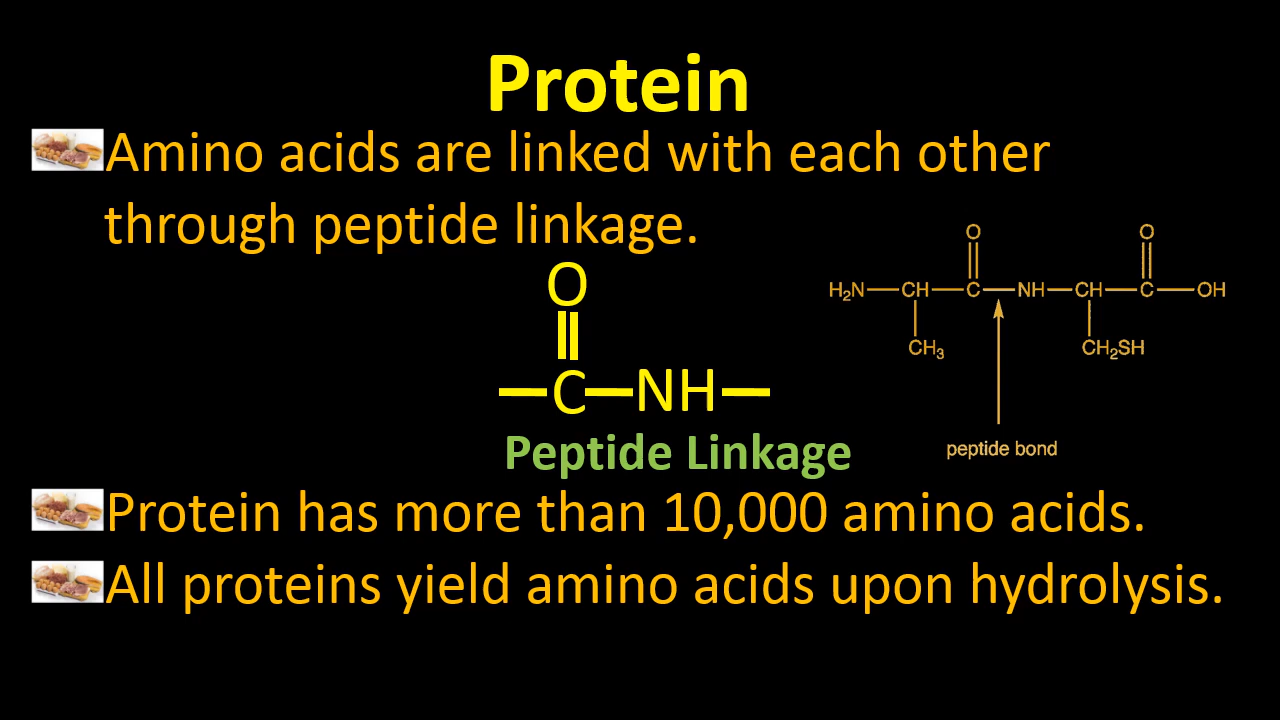 Protein
Amino acids are linked with each other
through peptide linkage.
O
C NH
Peptide Linkage
O O
H₂N CH C NH CH C OH
CH₃ CH₂SH
peptide bond
Protein has more than 10,000 amino acids.
All proteins yield amino acids upon hydrolysis.